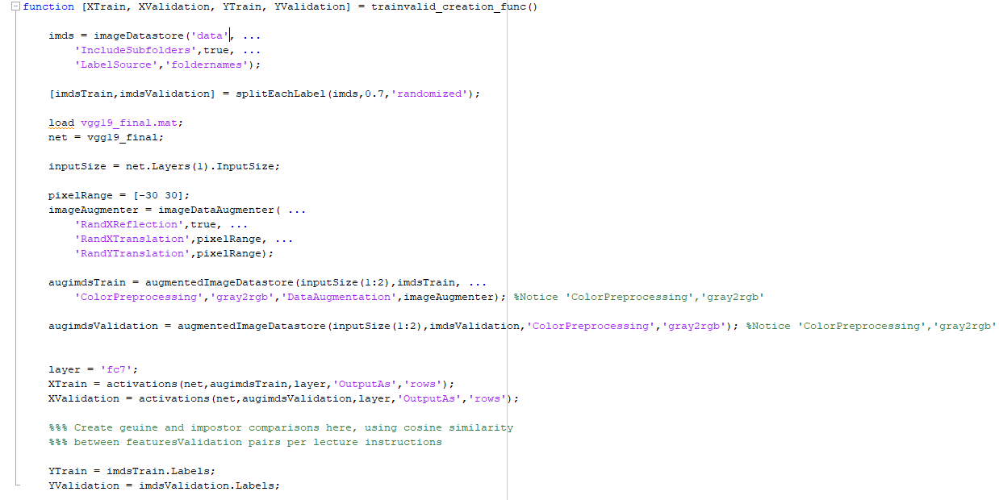 function [XTrain, XValidation, YTrain, YValidation] = trainvalid_creation_func()
imds = imageDatastore('data', ...
'IncludeSubfolders',true, ...
'LabelSource','foldernames');
[imdsTrain,imdsValidation] = splitEachLabel(imds,0.7,'randomized');
load vgg19_final.mat;
net = vgg19_final;
inputSize = net.Layers(1).InputSize;
pixelRange = [-30 30];
imageAugmenter = imageDataAugmenter( ...
'RandXReflection',true, ...
'RandXTranslation',pixelRange, ...
'RandYTranslation',pixelRange);
augimdsTrain = augmentedImageDatastore(inputSize(1:2),imdsTrain, ...
'ColorPreprocessing','gray2rgb','DataAugmentation',imageAugmenter); %Notice 'ColorPreprocessing','gray2rgb'
augimdsValidation = augmentedImageDatastore(inputSize(1:2),imdsValidation,'ColorPreprocessing','gray2rgb'); %Notice 'ColorPreprocessing','gray2rgb'
layer = 'fc7';
XTrain = activations(net,augimdsTrain,layer,'OutputAs','rows');
XValidation = activations(net,augimdsValidation,layer,'OutputAs','rows');
%%% Create geuine and impostor comparisons here, using cosine similarity
%%% between featuresValidation pairs per lecture instructions
YTrain = imdsTrain.Labels;
YValidation = imdsValidation.Labels;